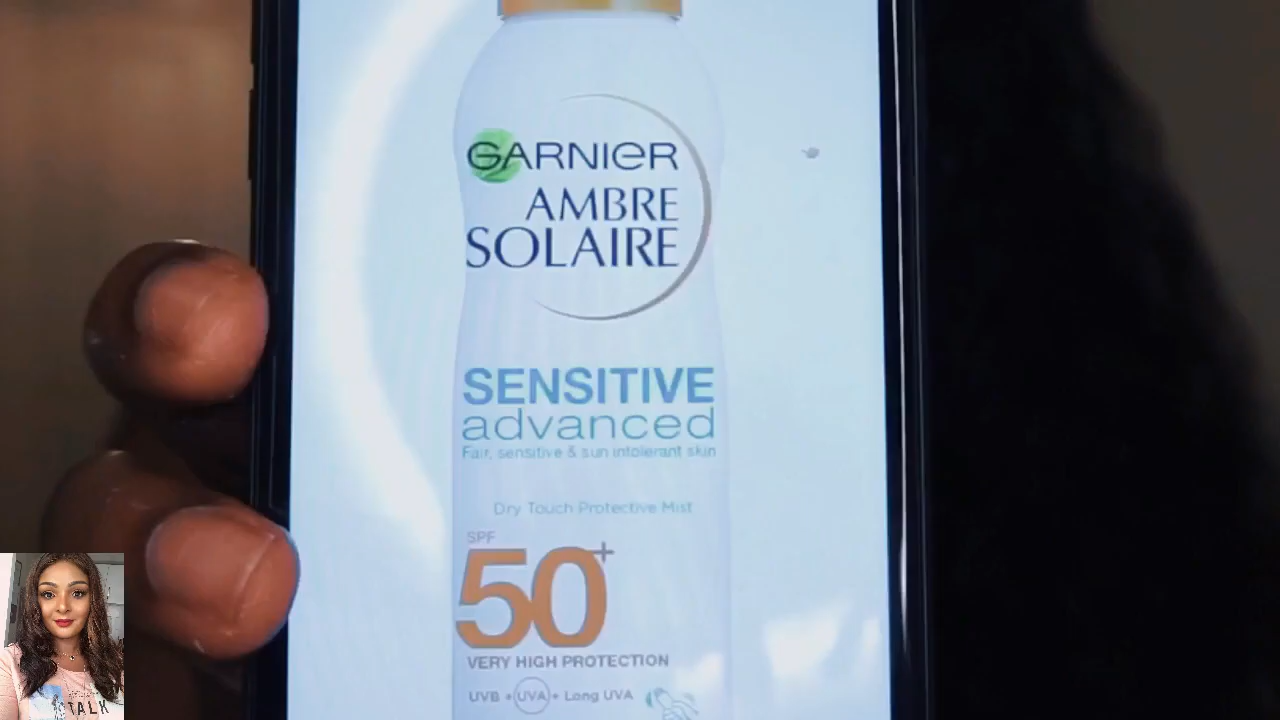 GARNIER
AMBRE
SOLAIRE
SENSITIVE
advanced
Fair, sensitive & sun intolerant skin
Dry Touch Protective Mist
SPF
50+
VERY HIGH PROTECTION
UVB + UVA + Long UVA
TALK